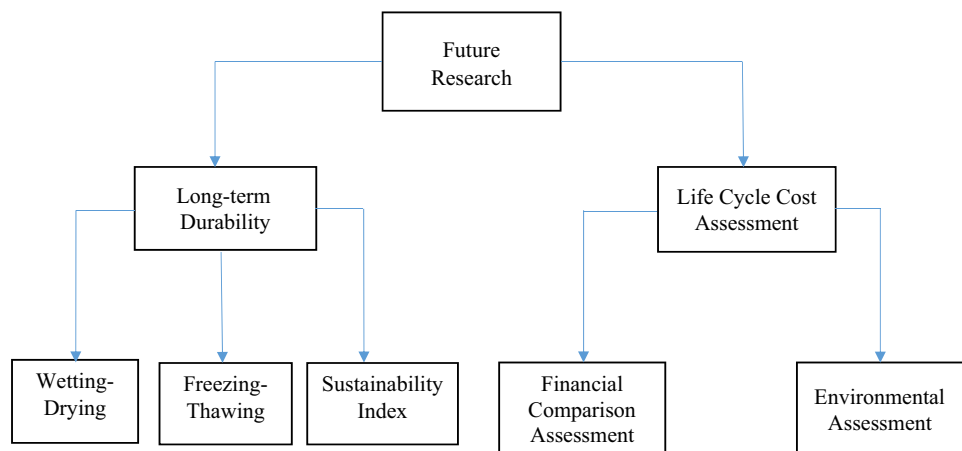 Future
Research
Long-term
Durability
Life Cycle Cost
Assessment
Wetting-
Drying
Freezing-
Thawing
Sustainability
Index
Financial
Comparison
Assessment
Environmental
Assessment